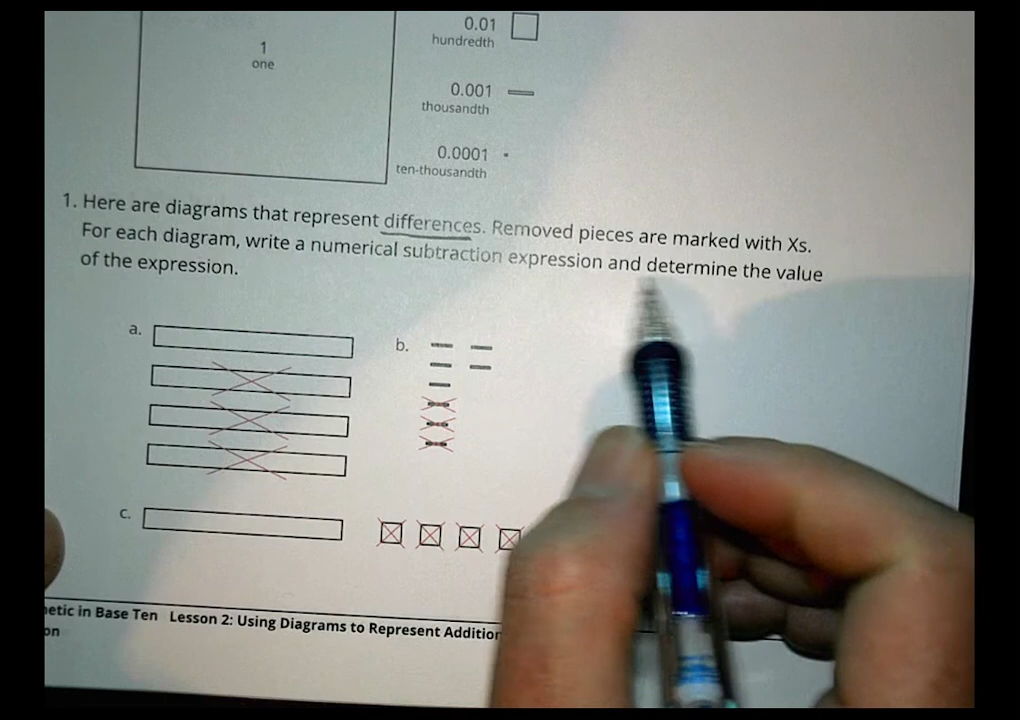 0.01
hundredth
1
one
0.001
thousandth
0.0001
ten-thousandth
1. Here are diagrams that represent differences. Removed pieces are marked with Xs.
For each diagram, write a numerical subtraction expression and determine the value
of the expression.
a.
b.
c.
netic in Base Ten Lesson 2: Using Diagrams to Represent Addition
on